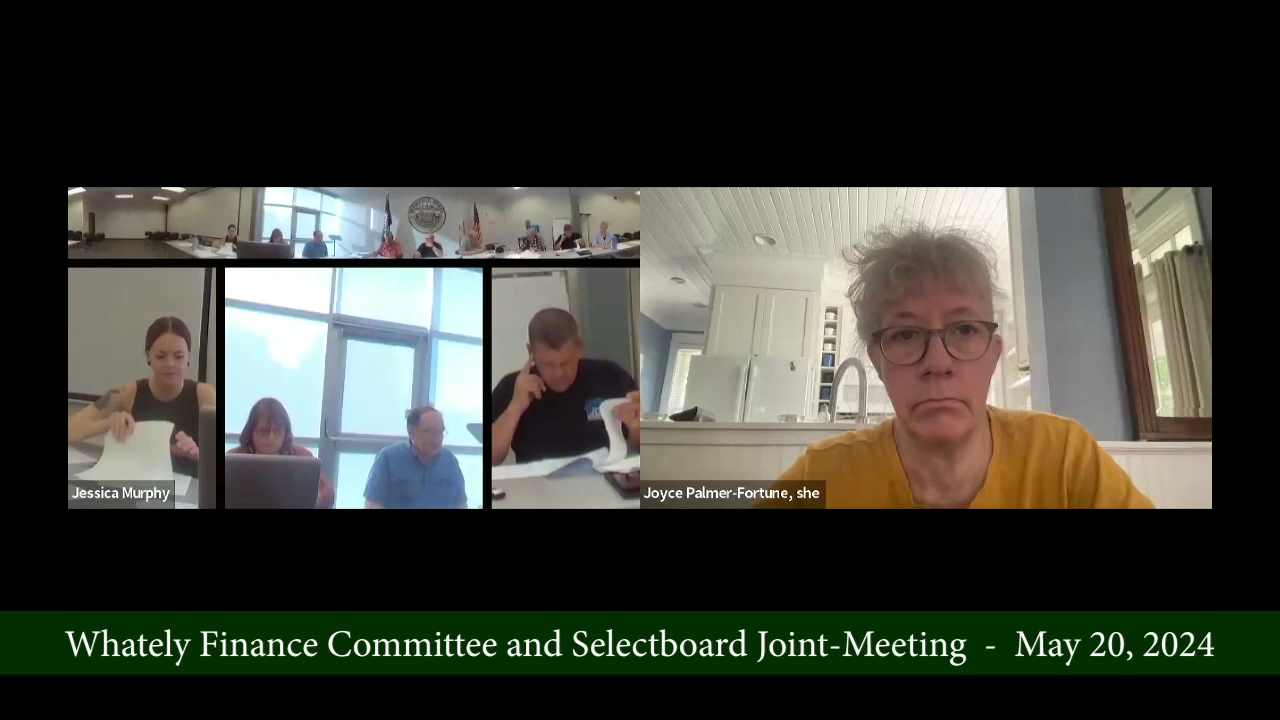 Jessica Murphy
Joyce Palmer-Fortune, she
Whately Finance Committee and Selectboard Joint-Meeting - May 20, 2024